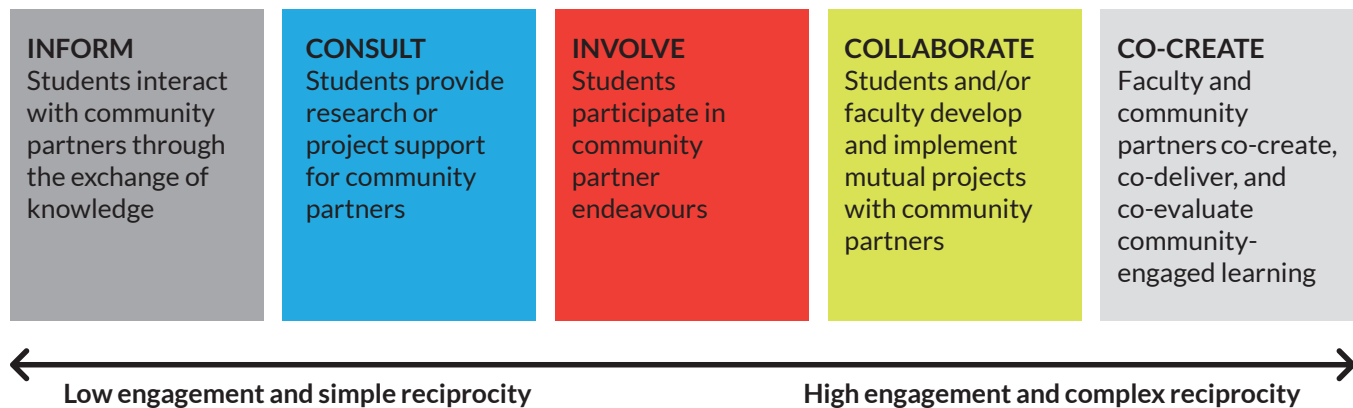 INFORM
Students interact
with community
partners through
the exchange of
knowledge
CONSULT
Students provide
research or
project support
for community
partners
INVOLVE
Students
participate in
community
partner
endeavours
COLLABORATE
Students and/or
faculty develop
and implement
mutual projects
with community
partners
CO-CREATE
Faculty and
community
partners co-create,
co-deliver, and
co-evaluate
community-
engaged learning
Low engagement and simple reciprocity
High engagement and complex reciprocity